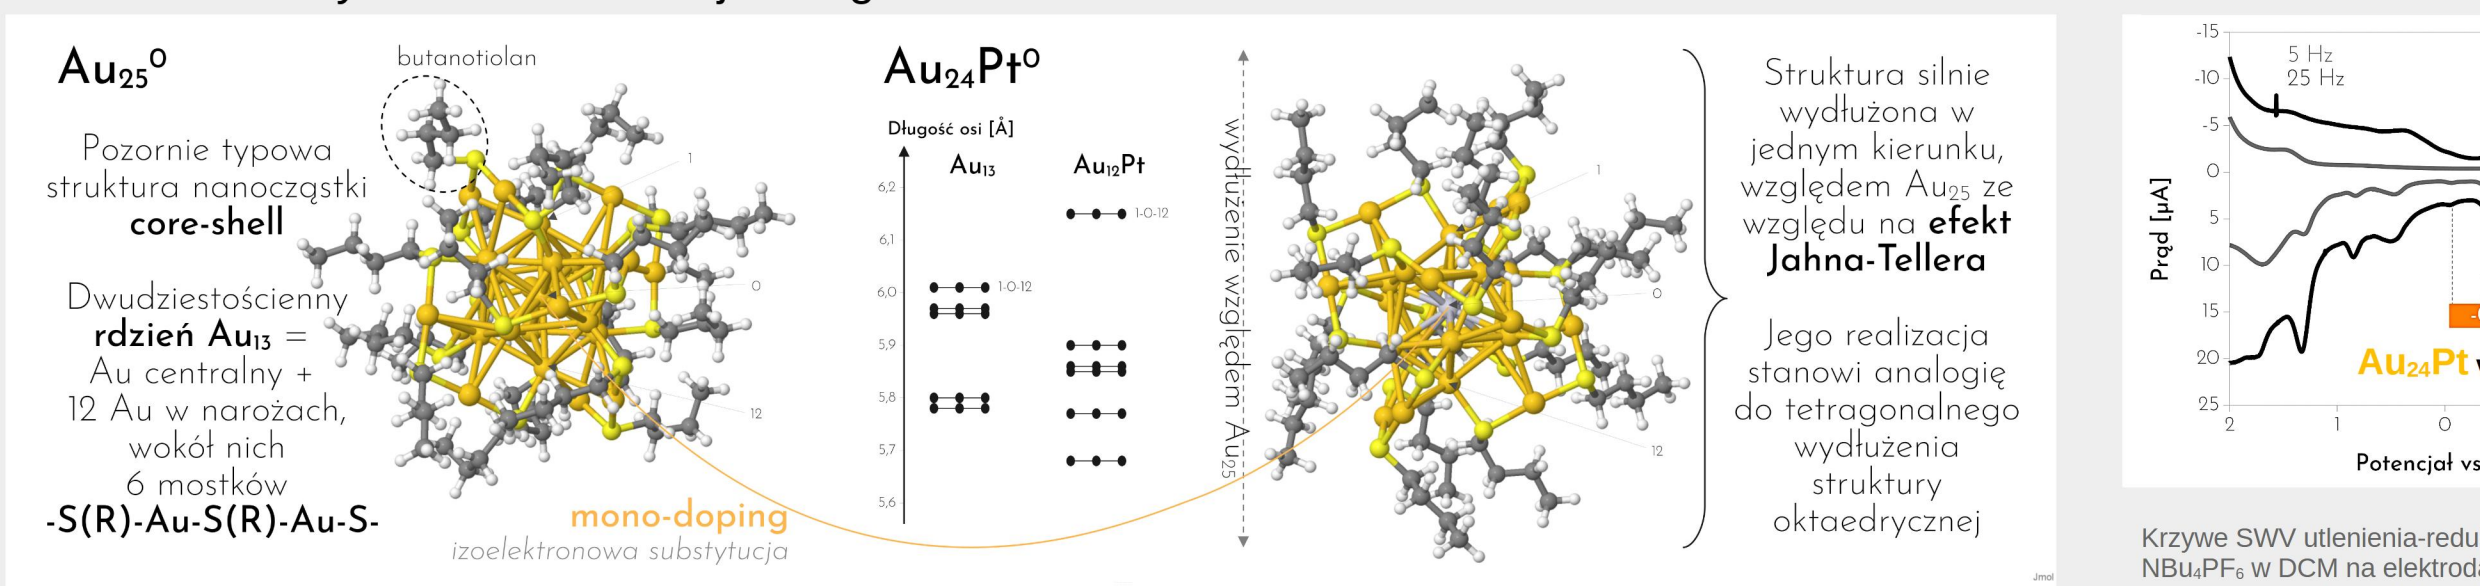 Au₂₅⁰
butanotiolan
Pozornie typowa
struktura nanocząstki
core-shell
Dwudziestościenny
rdzień Au₁₃ =
Au centralny +
12 Au w narożach,
wokół nich
6 mostków
-S(R)-Au-S(R)-Au-S-
1
0
12
mono-doping
izoelektronowa substytucja
Au₂₄Pt⁰
Długość osi [Å]
Au₁₃
Au₁₂Pt
6,2
6,1
6,0
5,9
5,8
5,7
5,6
1-0-12
1-0-12
wydłużenie względem Au₂₅
1
0
12
Struktura silnie
wydłużona w
jednym kierunku,
względem Au₂₅ ze
względu na efekt
Jahna-Tellera
Jego realizacja
stanowi analogię
do tetragonalnego
wydłużenia
struktury
oktaedrycznej
Jmol
-15
-10
-5
0
5
10
15
20
25
Prąd [µA]
5 Hz
25 Hz
Au₂₄Pt
2
1
0
Potencjał vs
Krzywe SWV utlenienia-redu
NBu₄PF₆ w DCM na elektroda